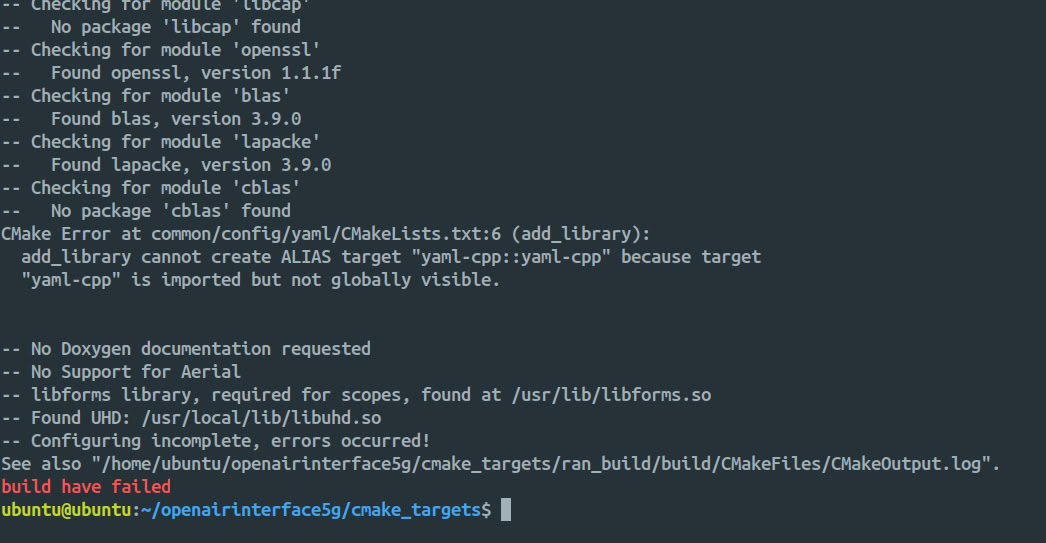 -- Checking for module 'libcap'
--   No package 'libcap' found
-- Checking for module 'openssl'
--   Found openssl, version 1.1.1f
-- Checking for module 'blas'
--   Found blas, version 3.9.0
-- Checking for module 'lapacke'
--   Found lapacke, version 3.9.0
-- Checking for module 'cblas'
--   No package 'cblas' found
CMake Error at common/config/yaml/CMakeLists.txt:6 (add_library):
  add_library cannot create ALIAS target "yaml-cpp::yaml-cpp" because target
  "yaml-cpp" is imported but not globally visible.
-- No Doxygen documentation requested
-- No Support for Aerial
-- libforms library, required for scopes, found at /usr/lib/libforms.so
-- Found UHD: /usr/local/lib/libuhd.so
-- Configuring incomplete, errors occurred!
See also "/home/ubuntu/openairinterface5g/cmake_targets/ran_build/build/CMakeFiles/CMakeOutput.log".
build have failed
ubuntu@ubuntu:~/openairinterface5g/cmake_targets$